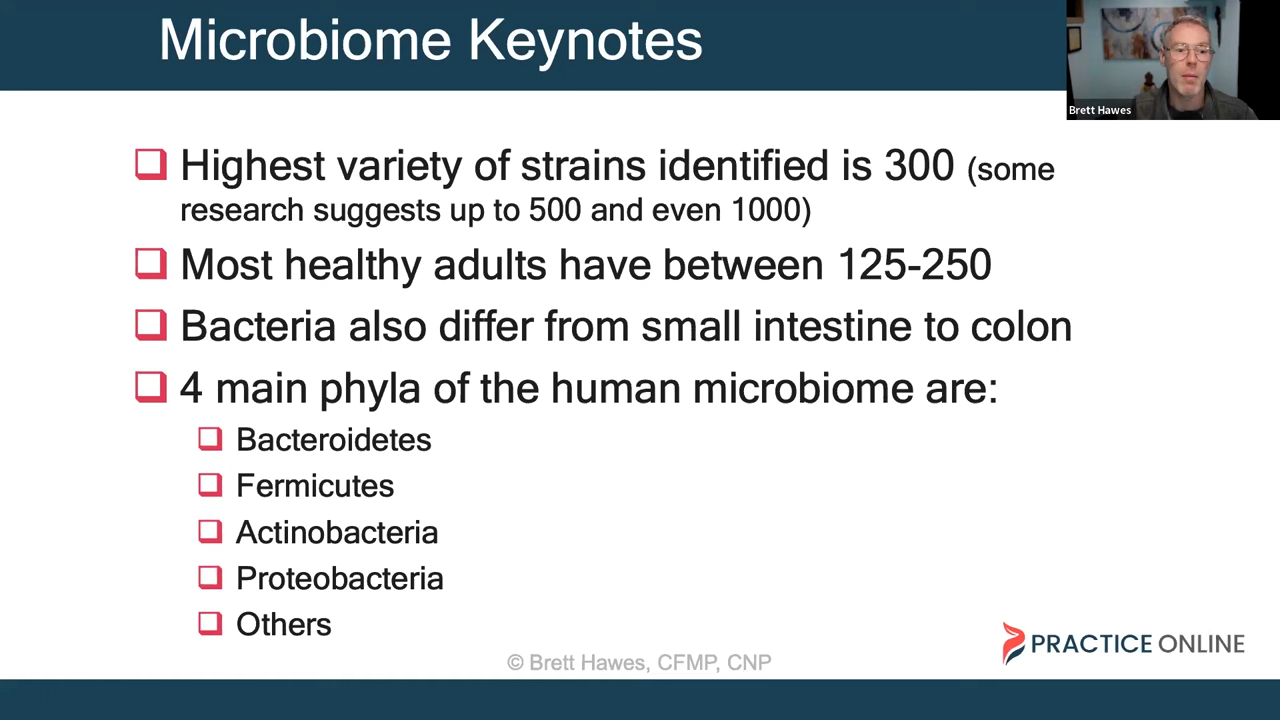 Microbiome Keynotes
Brett Hawes
Highest variety of strains identified is 300 (some
research suggests up to 500 and even 1000)
Most healthy adults have between 125-250
Bacteria also differ from small intestine to colon
4 main phyla of the human microbiome are:
Bacteroidetes
Fermicutes
Actinobacteria
Proteobacteria
Others
PRACTICE ONLINE
© Brett Hawes, CFMP, CNP